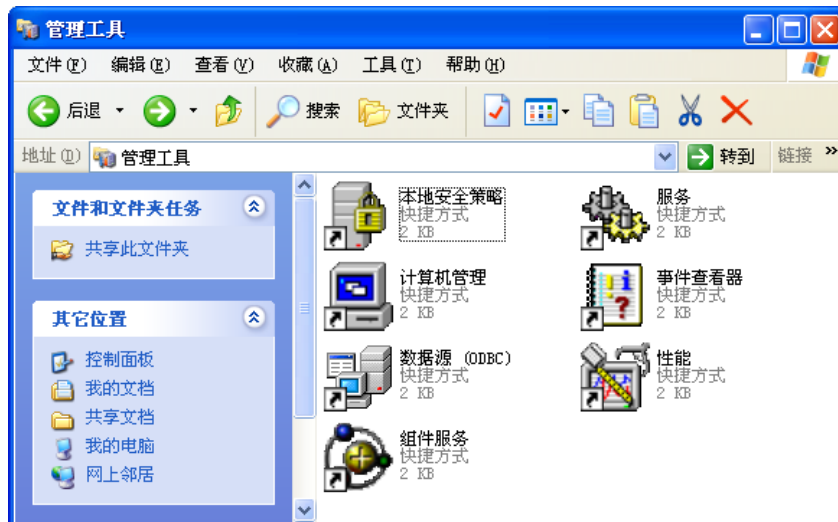 管理工具
文件(F) 编辑(E) 查看(V) 收藏(A) 工具(T) 帮助(H)
后退 搜索 文件夹
地址(D) 管理工具 转到 链接 »
文件和文件夹任务
共享此文件夹
其它位置
控制面板
我的文档
共享文档
我的电脑
网上邻居
本地安全策略
快捷方式
2 KB
服务
快捷方式
2 KB
计算机管理
快捷方式
2 KB
事件查看器
快捷方式
2 KB
数据源 (ODBC)
快捷方式
2 KB
性能
快捷方式
2 KB
组件服务
快捷方式
2 KB